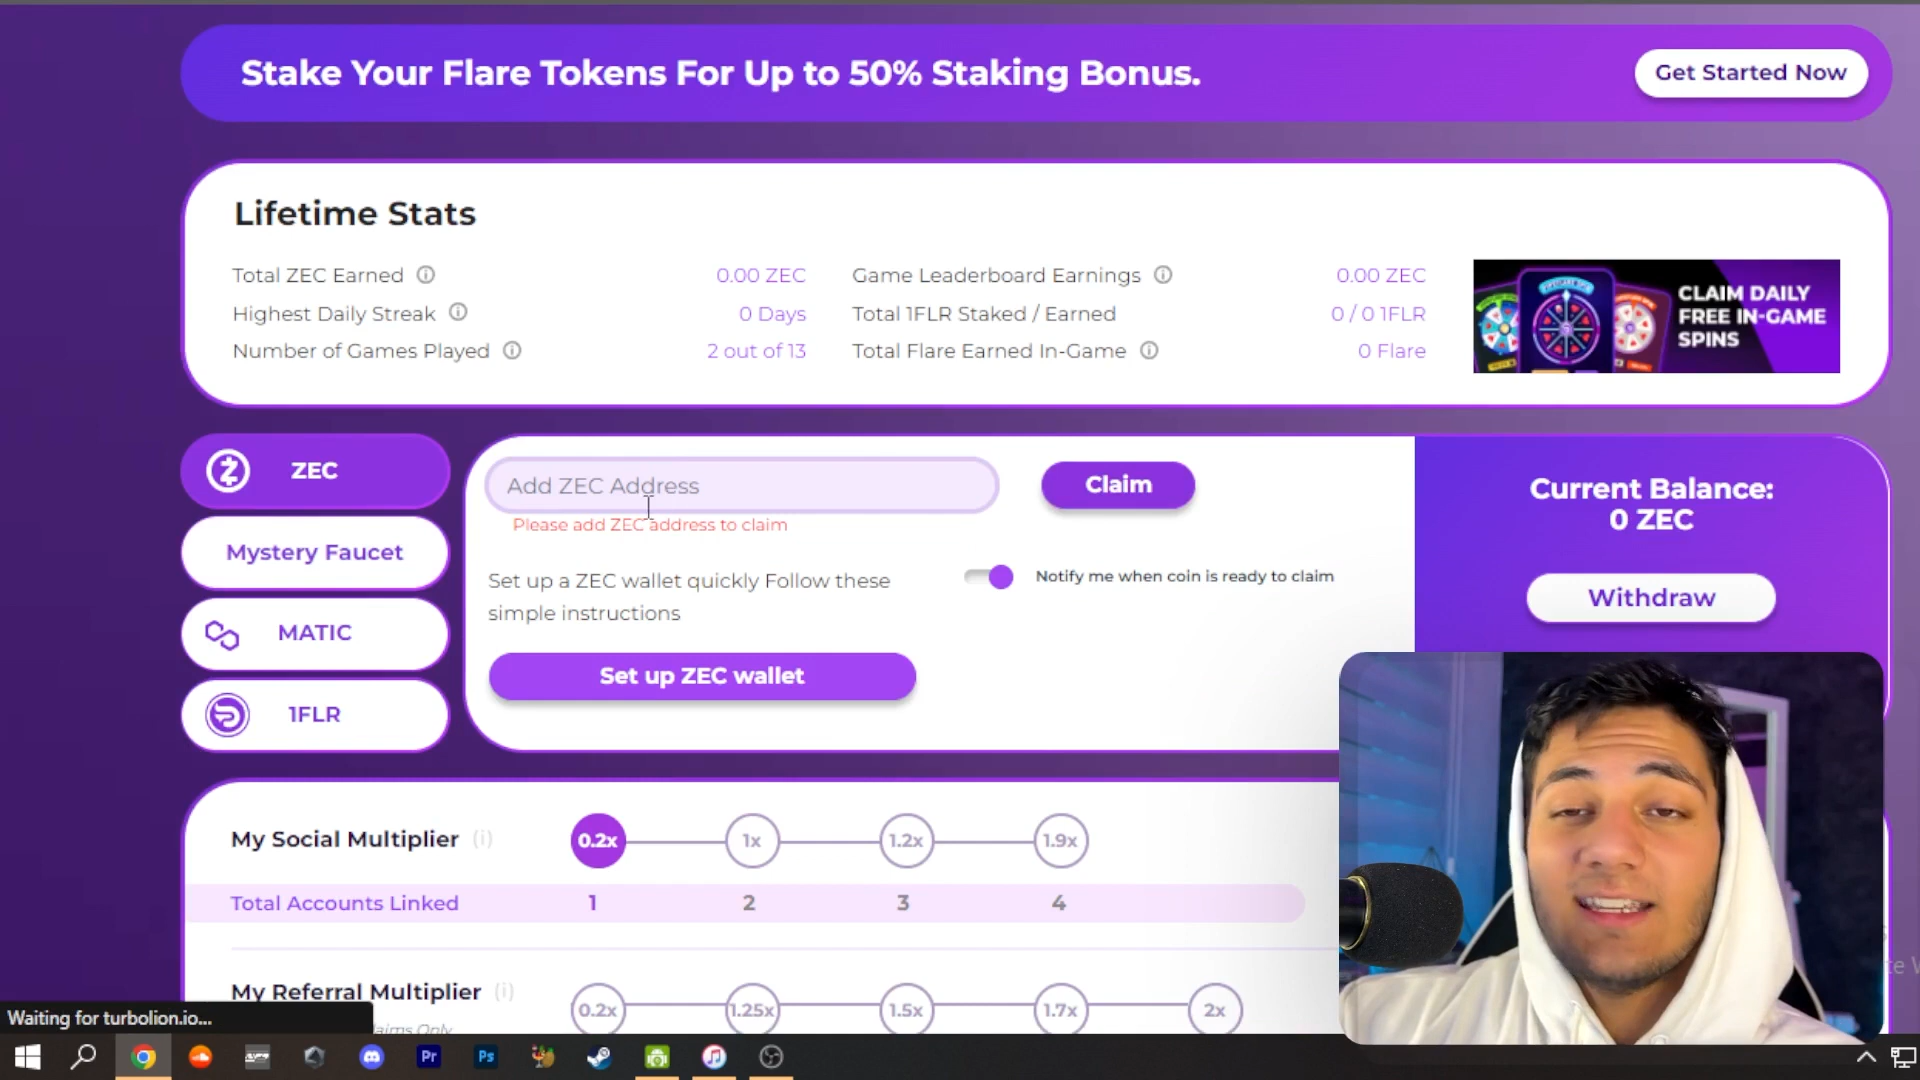 Stake Your Flare Tokens For Up to 50% Staking Bonus.
Get Started Now
Lifetime Stats
Total ZEC Earned 0.00 ZEC
Game Leaderboard Earnings 0.00 ZEC
Highest Daily Streak 0 Days
Total 1FLR Staked / Earned 0 / 0 1FLR
Number of Games Played 2 out of 13
Total Flare Earned In-Game 0 Flare
CLAIM DAILY
FREE IN-GAME
SPINS
ZEC
Mystery Faucet
MATIC
1FLR
Add ZEC Address
Claim
Please add ZEC address to claim
Set up a ZEC wallet quickly Follow these
simple instructions
Notify me when coin is ready to claim
Set up ZEC wallet
Current Balance:
0 ZEC
Withdraw
My Social Multiplier (i) 0.2x 1x 1.2x 1.9x
Total Accounts Linked 1 2 3 4
My Referral Multiplier (i) 0.2x 1.25x 1.5x 1.7x 2x
laims Only
Waiting for turbolion.io...
Pr
Ps